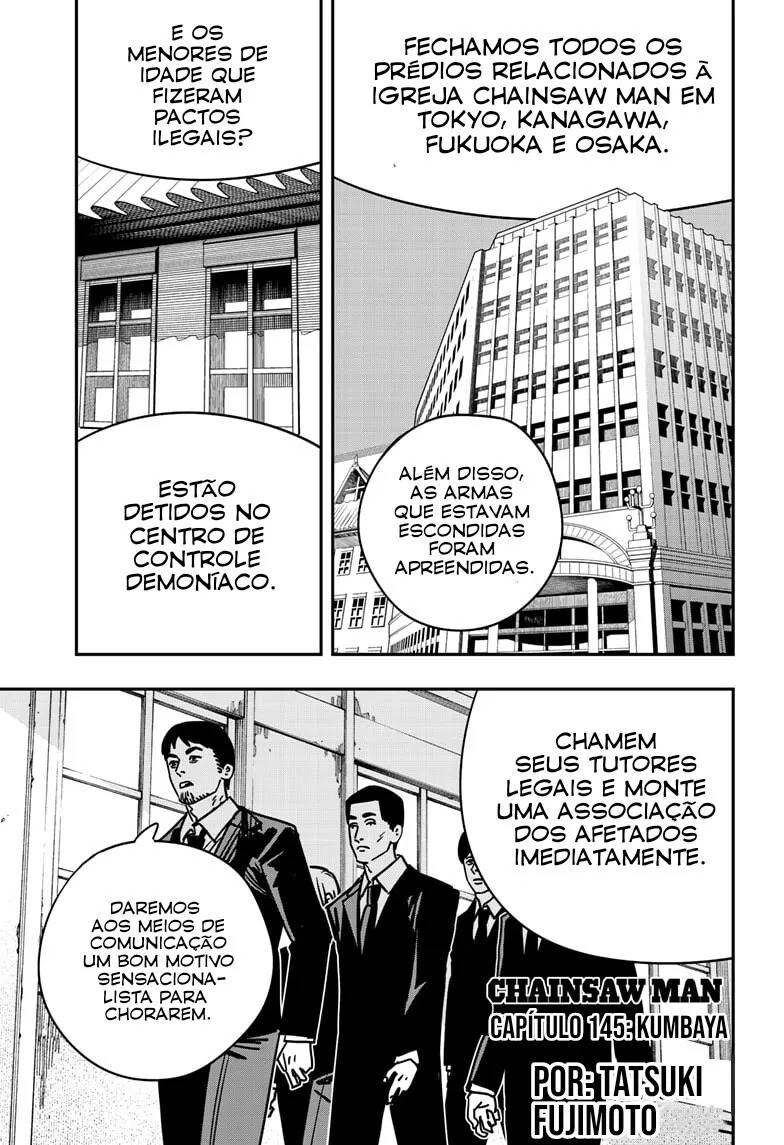 FECHAMOS TODOS OS
PRÉDIOS RELACIONADOS À
IGREJA CHAINSAW MAN EM
TOKYO, KANAGAWA,
FUKUOKA E OSAKA.
ALÉM DISSO,
AS ARMAS
QUE ESTAVAM
ESCONDIDAS
FORAM
APREENDIDAS.
E OS
MENORES DE
IDADE QUE
FIZERAM
PACTOS
ILEGAIS?
ESTÃO
DETIDOS NO
CENTRO DE
CONTROLE
DEMONÍACO.
CHAMEM
SEUS TUTORES
LEGAIS E MONTE
UMA ASSOCIAÇÃO
DOS AFETADOS
IMEDIATAMENTE.
DAREMOS
AOS MEIOS DE
COMUNICAÇÃO
UM BOM MOTIVO
SENSACIONA-
LISTA PARA
CHORAREM.
CHAINSAW MAN
CAPÍTULO 145: KUMBAYA
POR: TATSUKI
FUJIMOTO